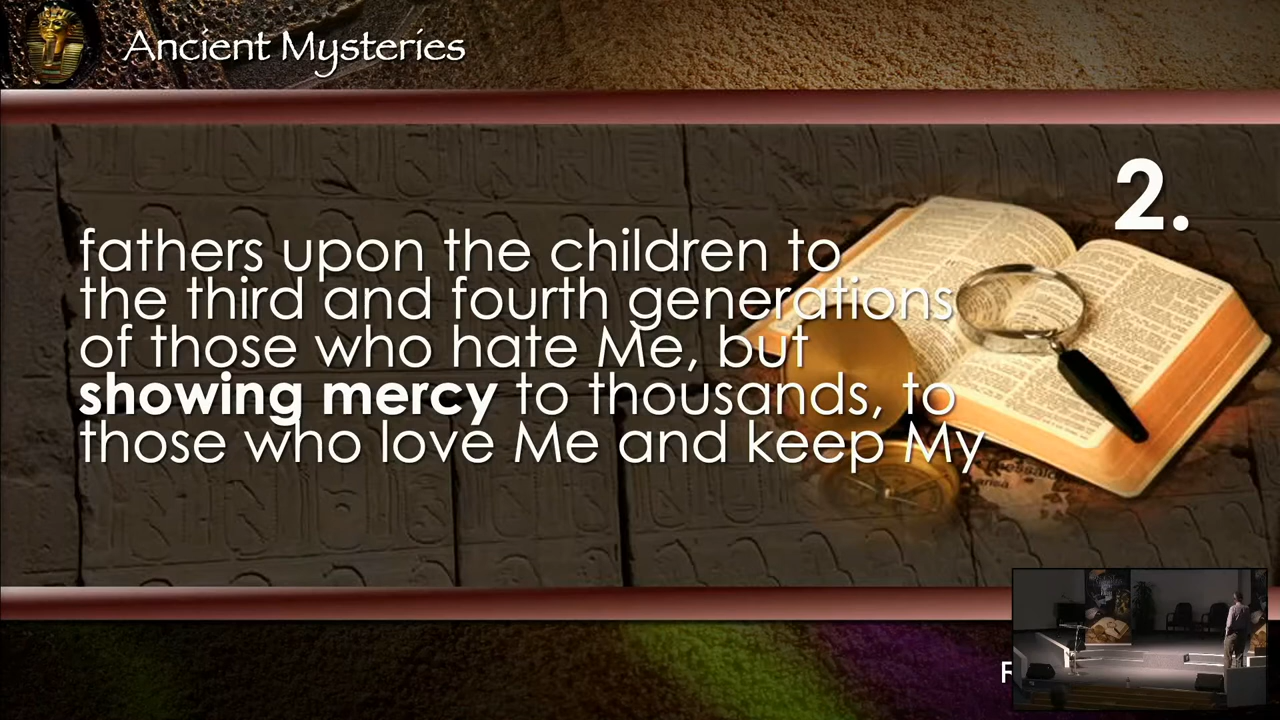 Ancient Mysteries
2.
fathers upon the children to
the third and fourth generations
of those who hate Me, but
showing mercy to thousands, to
those who love Me and keep My